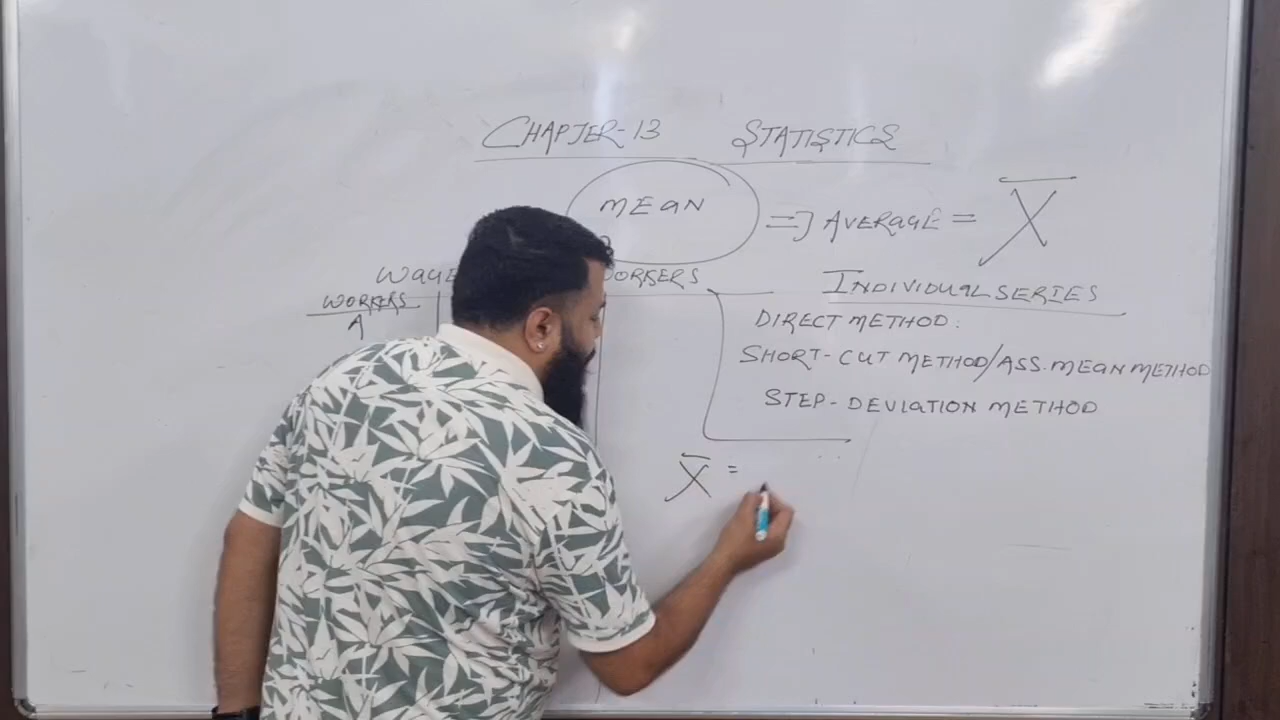 CHAPTER-13 STATISTICS
MEAN => AVERAGE = X̅
WAGE
WORKERS
A
INDIVIDUAL SERIES
DIRECT METHOD:
SHORT-CUT METHOD/ASS. MEAN METHOD
STEP-DEVIATION METHOD
X̅ =